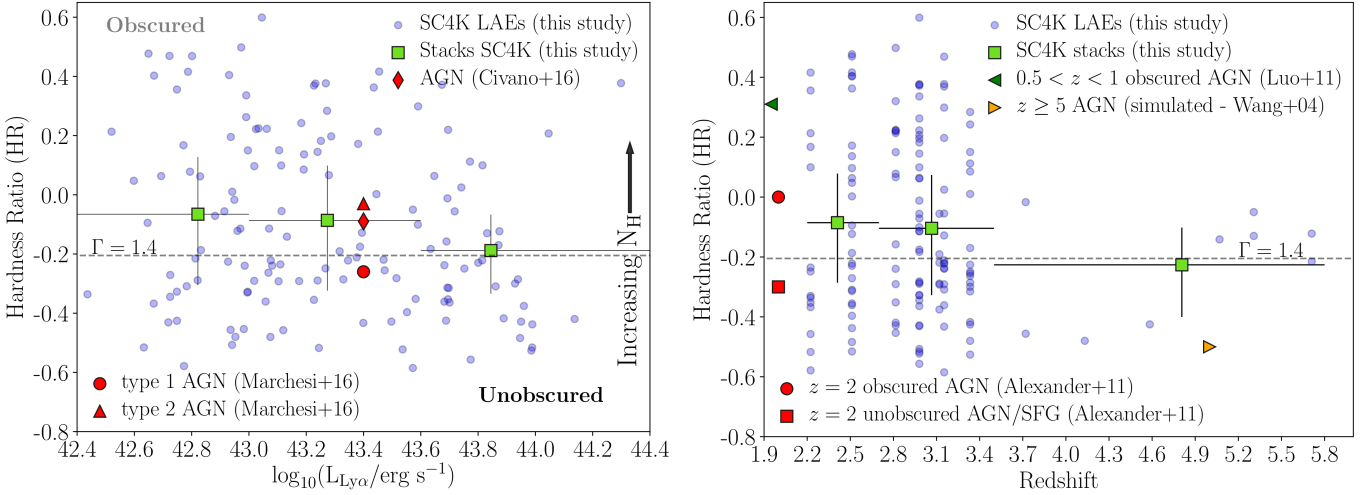 Obscured
SC4K LAEs (this study)
Stacks SC4K (this study)
AGN (Civano+16)
Γ = 1.4
Increasing N_H
type 1 AGN (Marchesi+16)
type 2 AGN (Marchesi+16)
Unobscured
Hardness Ratio (HR)
0.6
0.4
0.2
0.0
-0.2
-0.4
-0.6
-0.8
42.4 42.6 42.8 43.0 43.2 43.4 43.6 43.8 44.0 44.2 44.4
log₁₀(L_Lyα/erg s⁻¹)
SC4K LAEs (this study)
SC4K stacks (this study)
0.5 < z < 1 obscured AGN (Luo+11)
z ≥ 5 AGN (simulated - Wang+04)
Γ = 1.4
z = 2 obscured AGN (Alexander+11)
z = 2 unobscured AGN/SFG (Alexander+11)
Hardness Ratio (HR)
0.6
0.4
0.2
0.0
-0.2
-0.4
-0.6
-0.8
1.9 2.2 2.5 2.8 3.1 3.4 3.7 4.0 4.3 4.6 4.9 5.2 5.5 5.8
Redshift